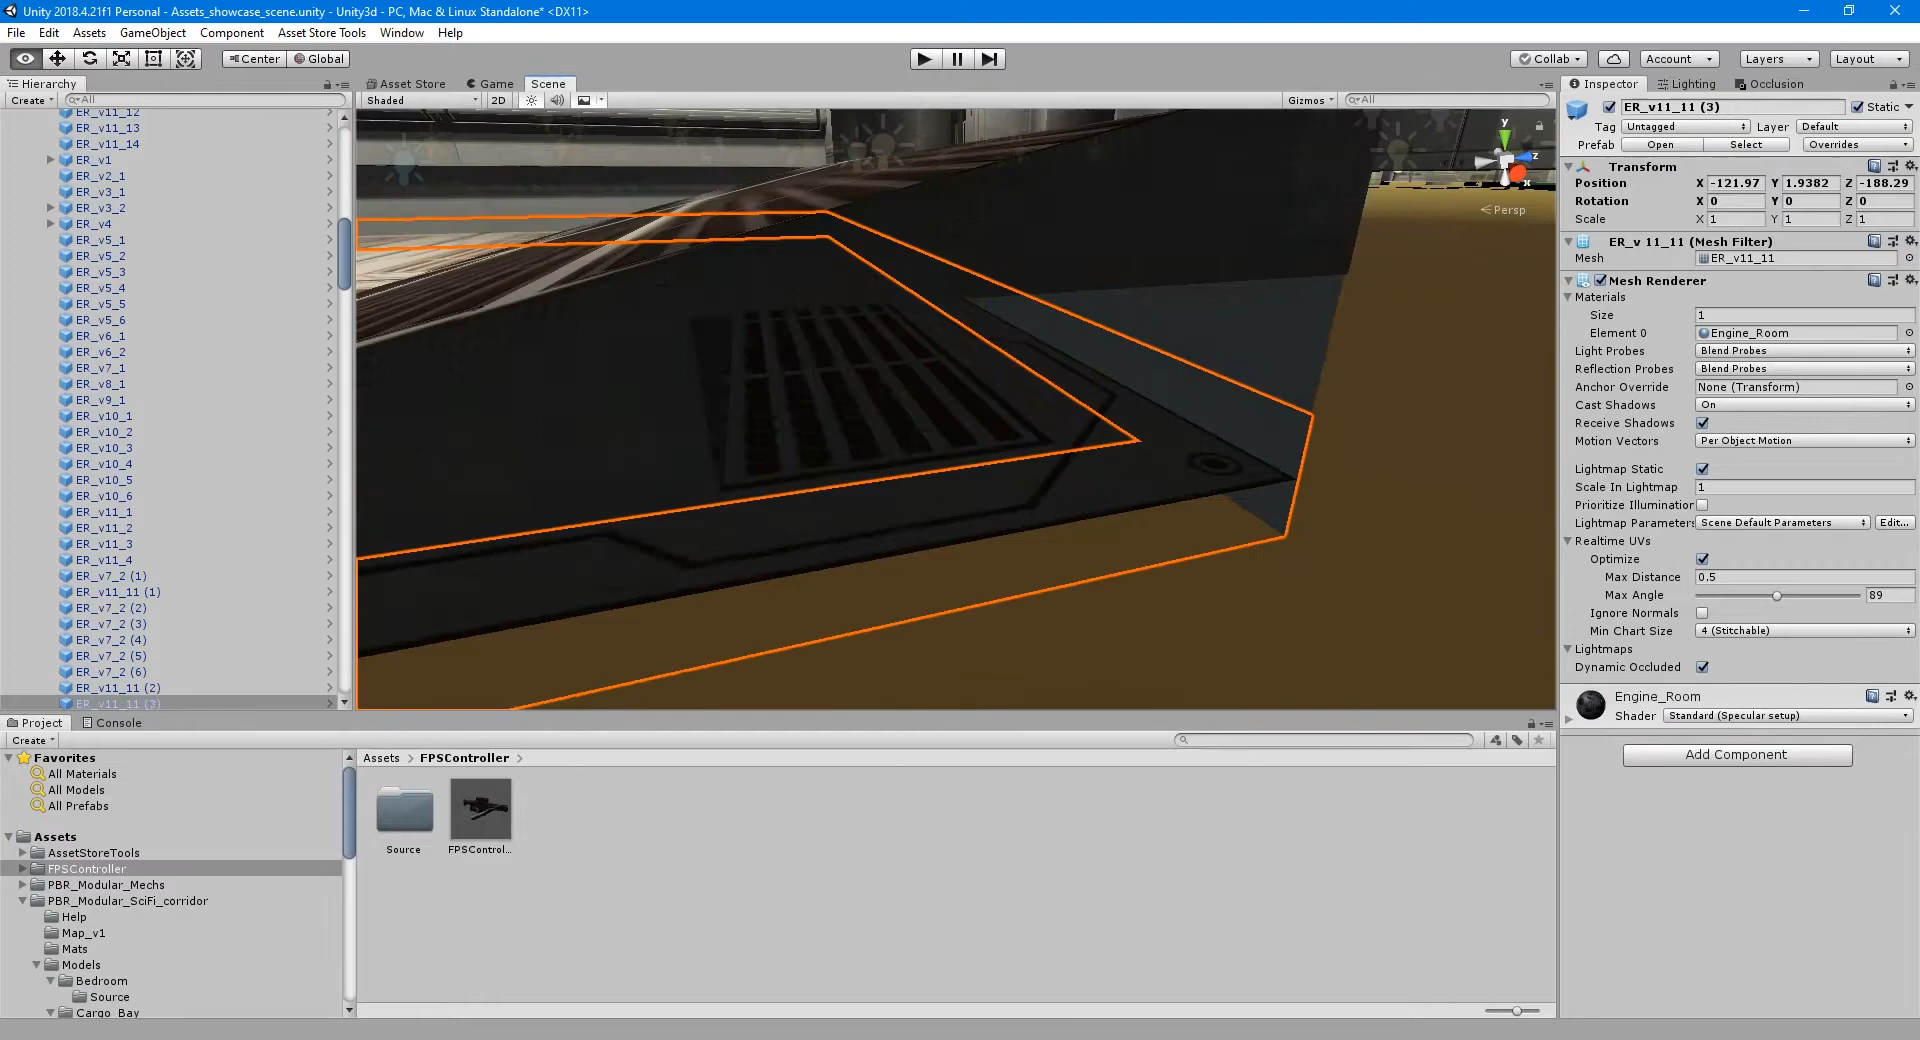 Unity 2018.4.21f1 Personal - Assets_showcase_scene.unity - Unity3d - PC, Mac & Linux Standalone* <DX11>
File Edit Assets GameObject Component Asset Store Tools Window Help
Center Global Collab Account Layers Layout
Hierarchy
Create All
ER_v11_12
ER_v11_13
ER_v11_14
ER_v1
ER_v2_1
ER_v3_1
ER_v3_2
ER_v4
ER_v5_1
ER_v5_2
ER_v5_3
ER_v5_4
ER_v5_5
ER_v5_6
ER_v6_1
ER_v6_2
ER_v7_1
ER_v8_1
ER_v9_1
ER_v10_1
ER_v10_2
ER_v10_3
ER_v10_4
ER_v10_5
ER_v10_6
ER_v11_1
ER_v11_2
ER_v11_3
ER_v11_4
ER_v7_2 (1)
ER_v11_11 (1)
ER_v7_2 (2)
ER_v7_2 (3)
ER_v7_2 (4)
ER_v7_2 (5)
ER_v7_2 (6)
ER_v11_11 (2)
ER_v11_11 (3)
Asset Store Game Scene
Shaded 2D Gizmos All
y
z
x
Persp
Inspector Lighting Occlusion
ER_v11_11 (3) Static
Tag Untagged Layer Default
Prefab Open Select Overrides
Transform
Position X -121.97 Y 1.9382 Z -188.29
Rotation X 0 Y 0 Z 0
Scale X 1 Y 1 Z 1
ER_v 11_11 (Mesh Filter)
Mesh ER_v11_11
Mesh Renderer
Materials
Size 1
Element 0 Engine_Room
Light Probes Blend Probes
Reflection Probes Blend Probes
Anchor Override None (Transform)
Cast Shadows On
Receive Shadows
Motion Vectors Per Object Motion
Lightmap Static
Scale In Lightmap 1
Prioritize Illumination
Lightmap Parameters Scene Default Parameters Edit...
Realtime UVs
Optimize
Max Distance 0.5
Max Angle 89
Ignore Normals
Min Chart Size 4 (Stitchable)
Lightmaps
Dynamic Occluded
Engine_Room
Shader Standard (Specular setup)
Add Component
Project Console
Create
Favorites
All Materials
All Models
All Prefabs
Assets
AssetStoreTools
FPSController
PBR_Modular_Mechs
PBR_Modular_SciFi_corridor
Help
Map_v1
Mats
Models
Bedroom
Source
Cargo_Bay
Assets FPSController
Source FPSControl...